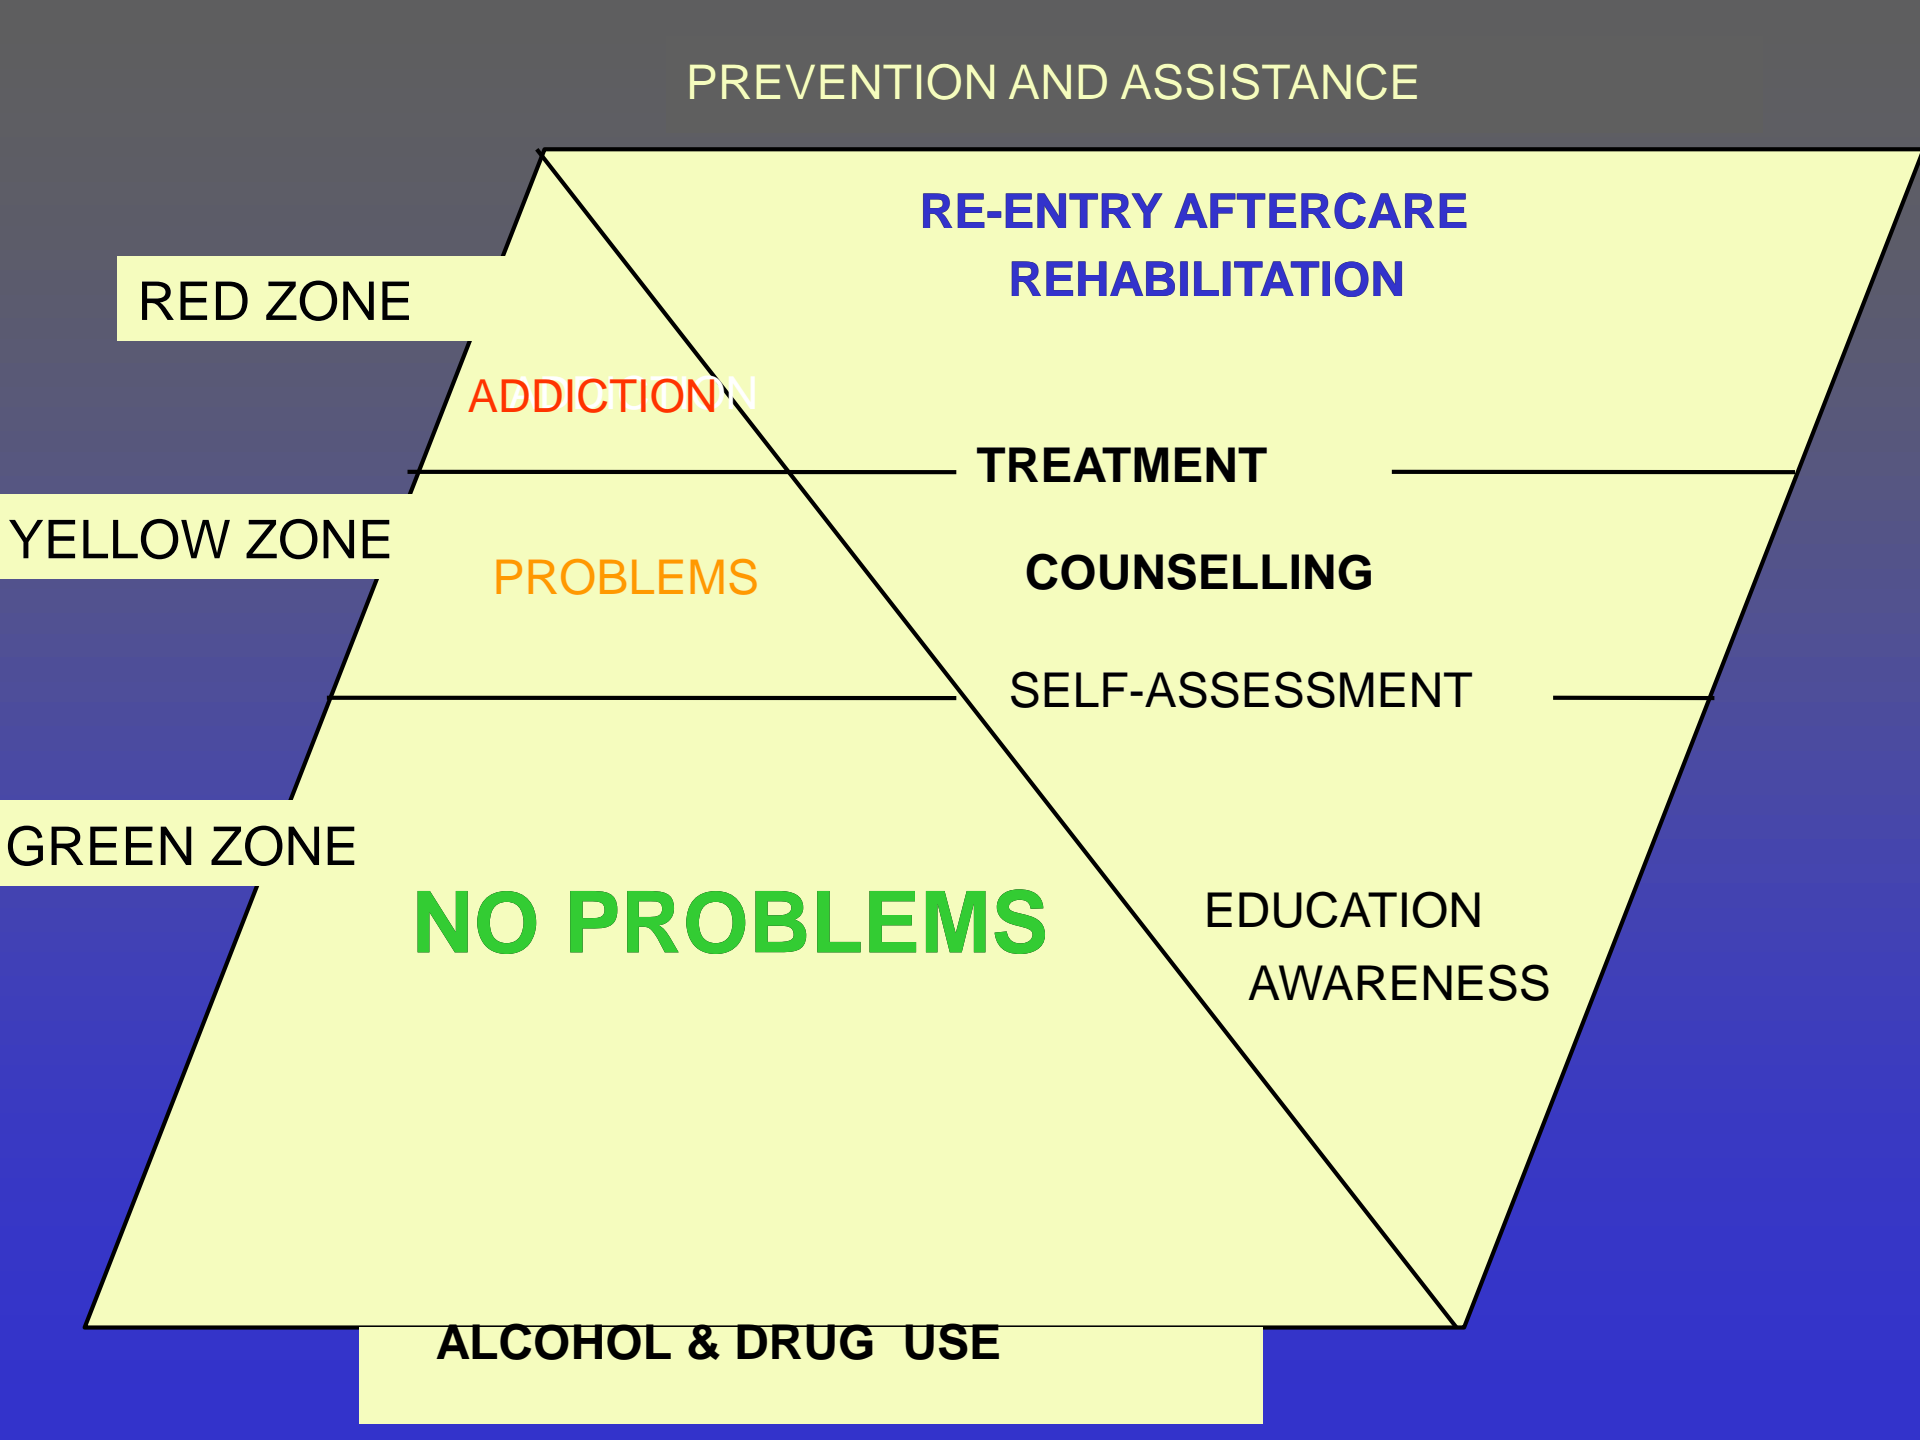 PREVENTION AND ASSISTANCE
RE-ENTRY AFTERCARE
REHABILITATION
RED ZONE
ADDICTION
ADDICTION
TREATMENT
YELLOW ZONE
PROBLEMS
COUNSELLING
SELF-ASSESSMENT
GREEN ZONE
NO PROBLEMS
EDUCATION
AWARENESS
ALCOHOL & DRUG  USE